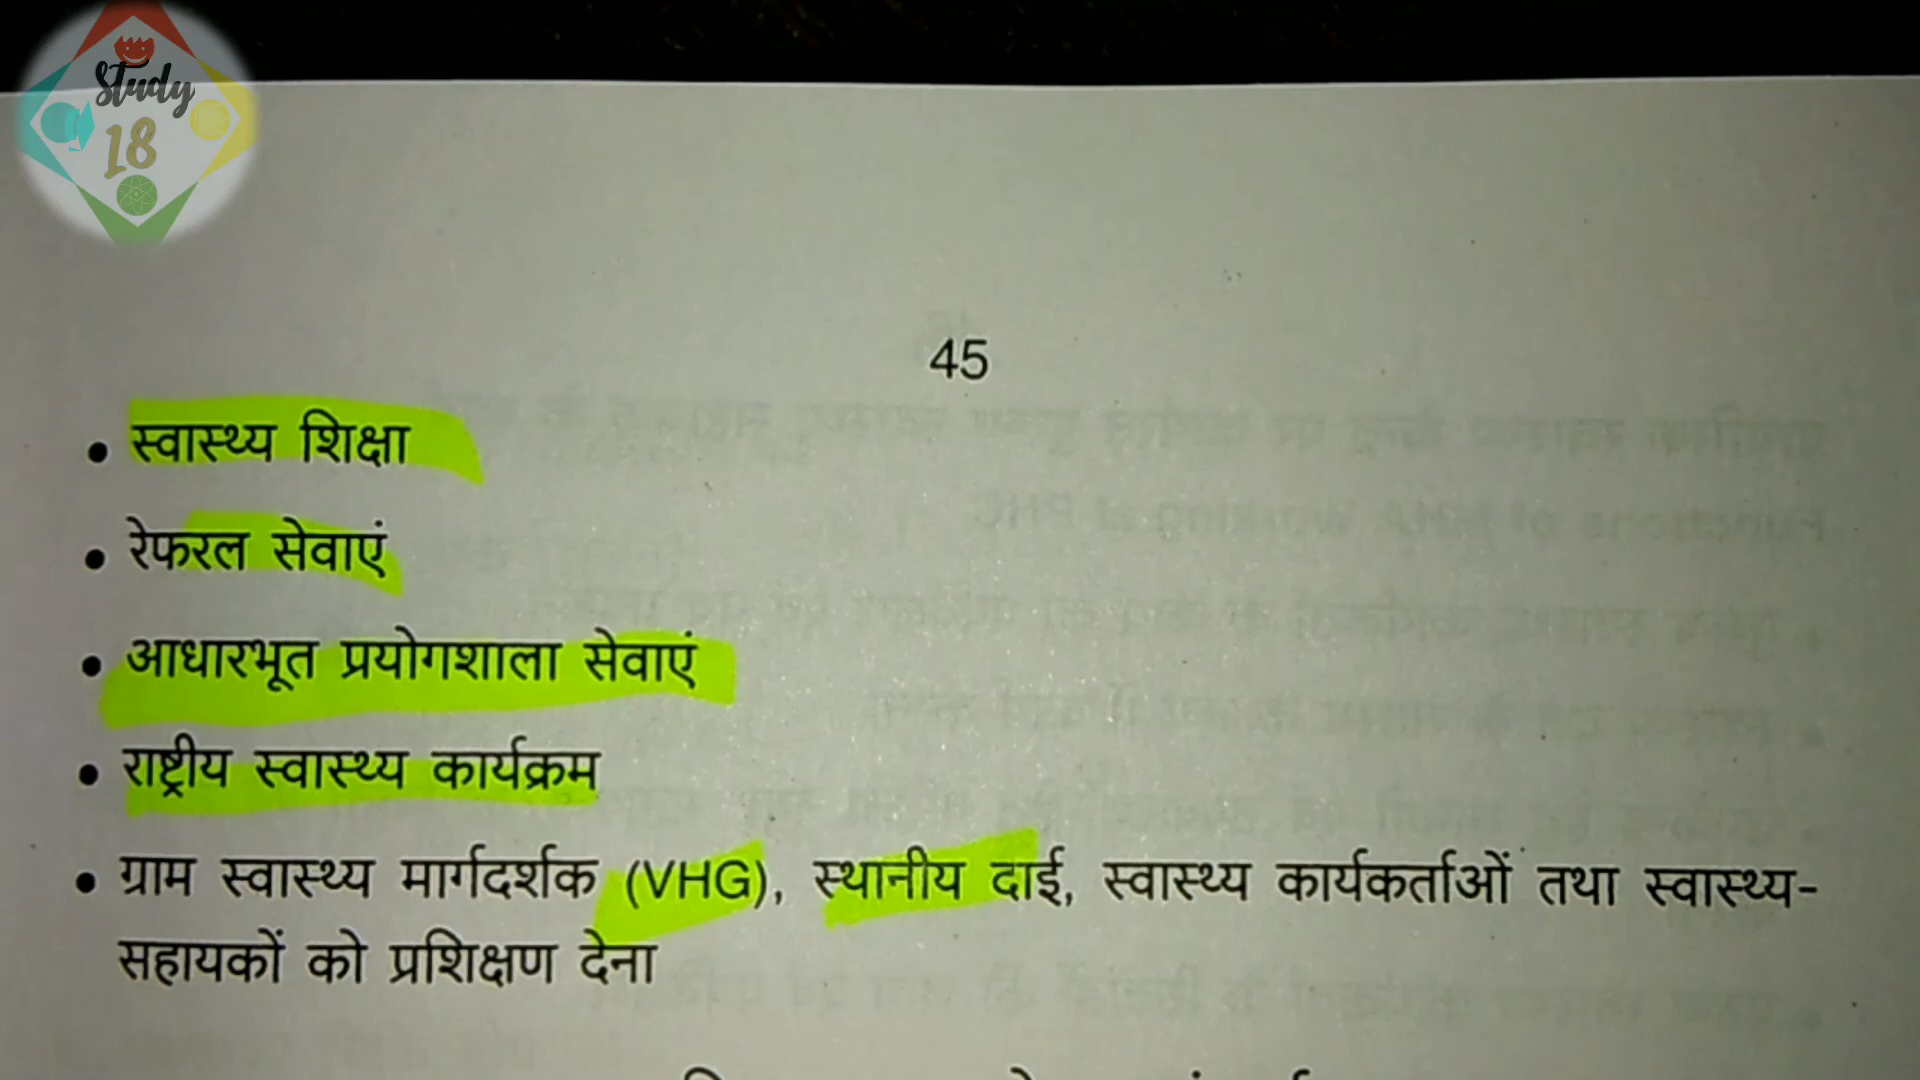 Study
18
45
• स्वास्थ्य शिक्षा
• रेफरल सेवाएं
• आधारभूत प्रयोगशाला सेवाएं
• राष्ट्रीय स्वास्थ्य कार्यक्रम
• ग्राम स्वास्थ्य मार्गदर्शक (VHG), स्थानीय दाई, स्वास्थ्य कार्यकर्ताओं तथा स्वास्थ्य-
सहायकों को प्रशिक्षण देना